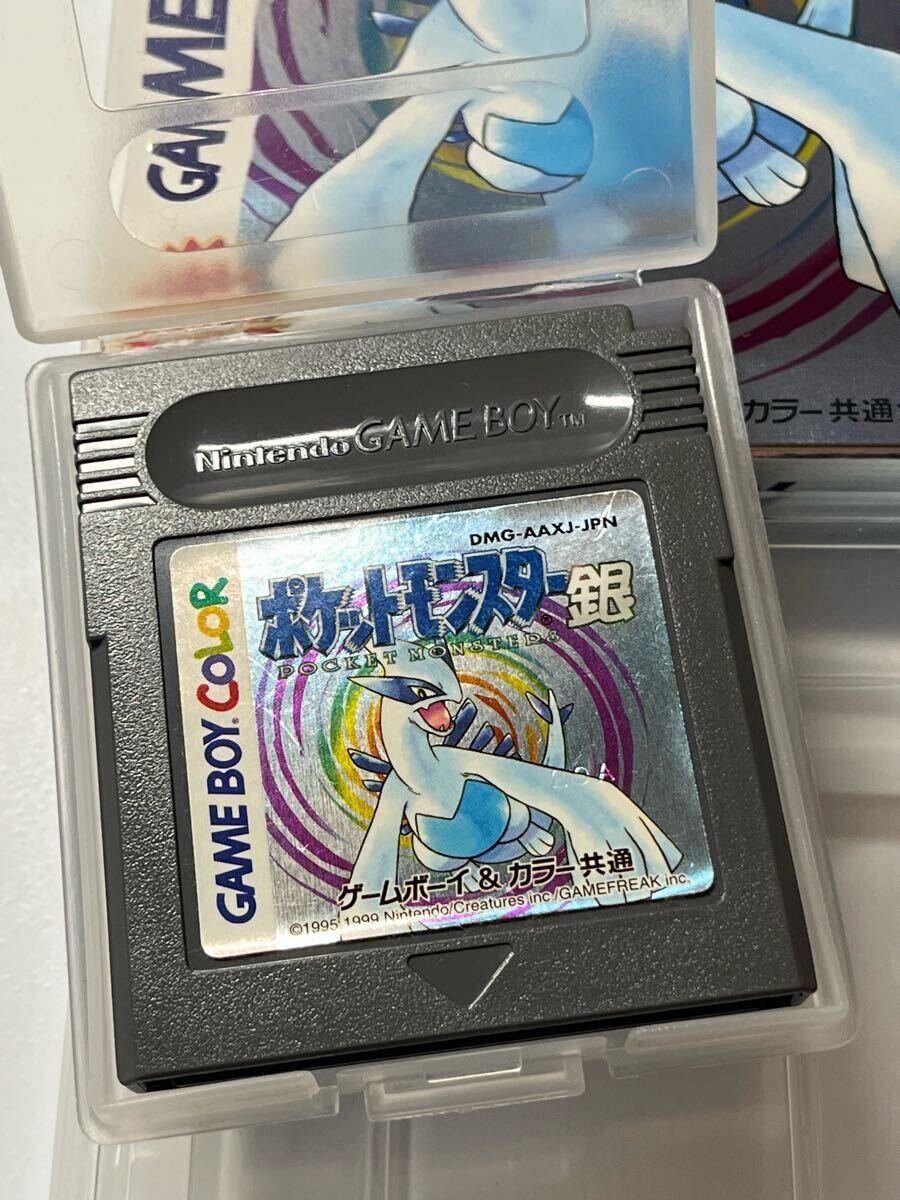 GAME
GAME
カラー共通
Nintendo GAME BOY™
DMG-AAXJ-JPN
ポケットモンスター銀
POCKET MONSTERS
®
GAME BOY COLOR
ゲームボーイ & カラー共通
©1995 1999 Nintendo/Creatures inc./GAMEFREAK inc.